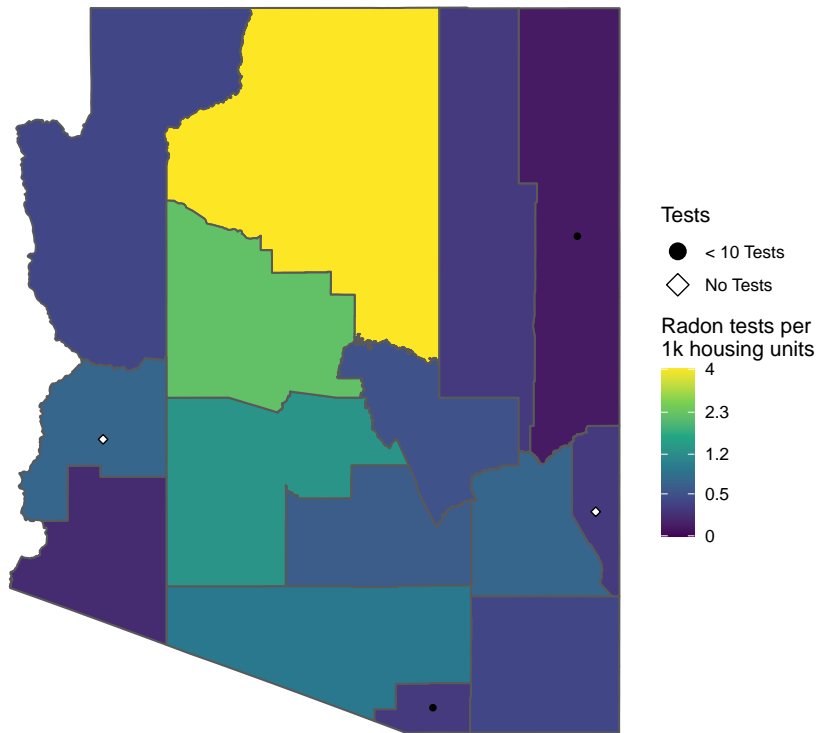 Tests
< 10 Tests
No Tests
Radon tests per
1k housing units
4
2.3
1.2
0.5
0